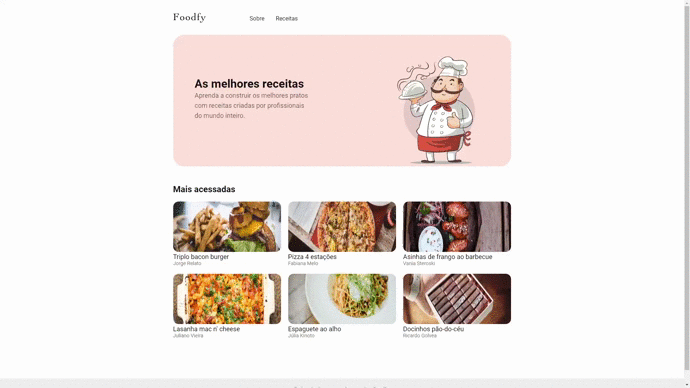 Foodfy
Sobre
Receitas
As melhores receitas
Aprenda a construir os melhores pratos
com receitas criadas por profissionais
do mundo inteiro.
Mais acessadas
Triplo bacon burger
Jorge Relato
Pizza 4 estações
Fabiana Melo
Asinhas de frango ao barbecue
Vania Steroski
Lasanha mac n' cheese
Juliano Vieira
Espaguete ao alho
Júlia Kinoto
Docinhos pão-do-céu
Ricardo Golvea